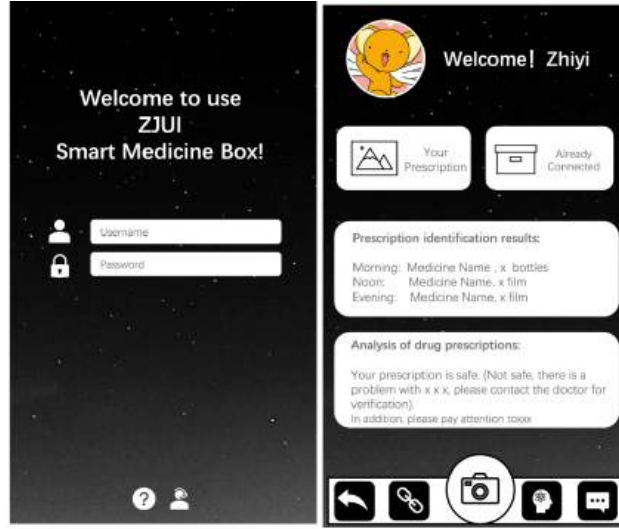 Welcome to use
ZJUI
Smart Medicine Box!
Username
Password
?
Welcome! Zhiyi
Your
Prescription
Already
Connected
Prescription identification results:
Morning: Medicine Name , x bottles
Noon: Medicine Name, x film
Evening: Medicine Name, x film
Analysis of drug prescriptions:
Your prescription is safe. (Not safe, there is a
problem with x x x, please contact the doctor for
verification).
In addition, please pay attention toxxx